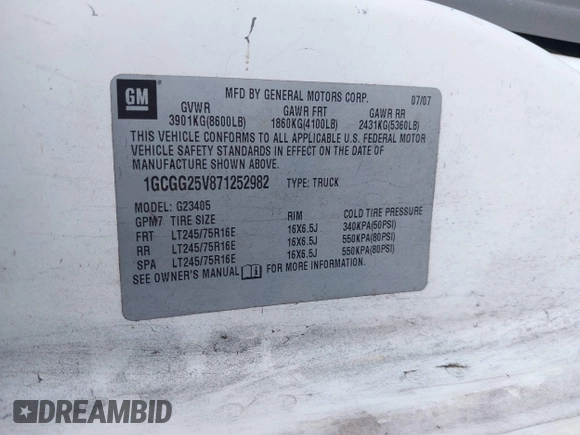 GM
MFD BY GENERAL MOTORS CORP. 07/07
GVWR GAWR FRT GAWR RR
3901KG(8600LB) 1860KG(4100LB) 2431KG(5360LB)
THIS VEHICLE CONFORMS TO ALL APPLICABLE U.S. FEDERAL MOTOR
VEHICLE SAFETY STANDARDS IN EFFECT ON THE DATE OF
MANUFACTURE SHOWN ABOVE.
1GCGG25V871252982 TYPE: TRUCK
MODEL: G23405
GPM7 TIRE SIZE RIM COLD TIRE PRESSURE
FRT LT245/75R16E 16X6.5J 340KPA(50PSI)
RR LT245/75R16E 16X6.5J 550KPA(80PSI)
SPA LT245/75R16E 16X6.5J 550KPA(80PSI)
SEE OWNER'S MANUAL FOR MORE INFORMATION.
DREAMBID